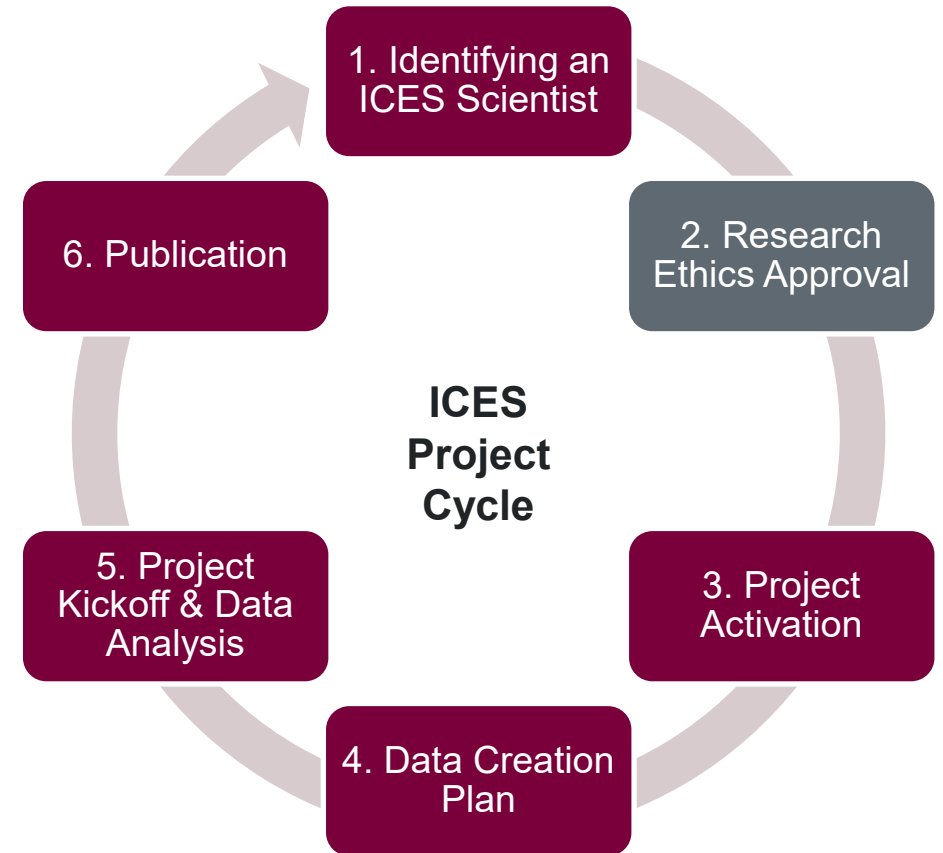 1. Identifying an
ICES Scientist
2. Research
Ethics Approval
3. Project
Activation
4. Data Creation
Plan
5. Project
Kickoff & Data
Analysis
6. Publication
ICES
Project
Cycle